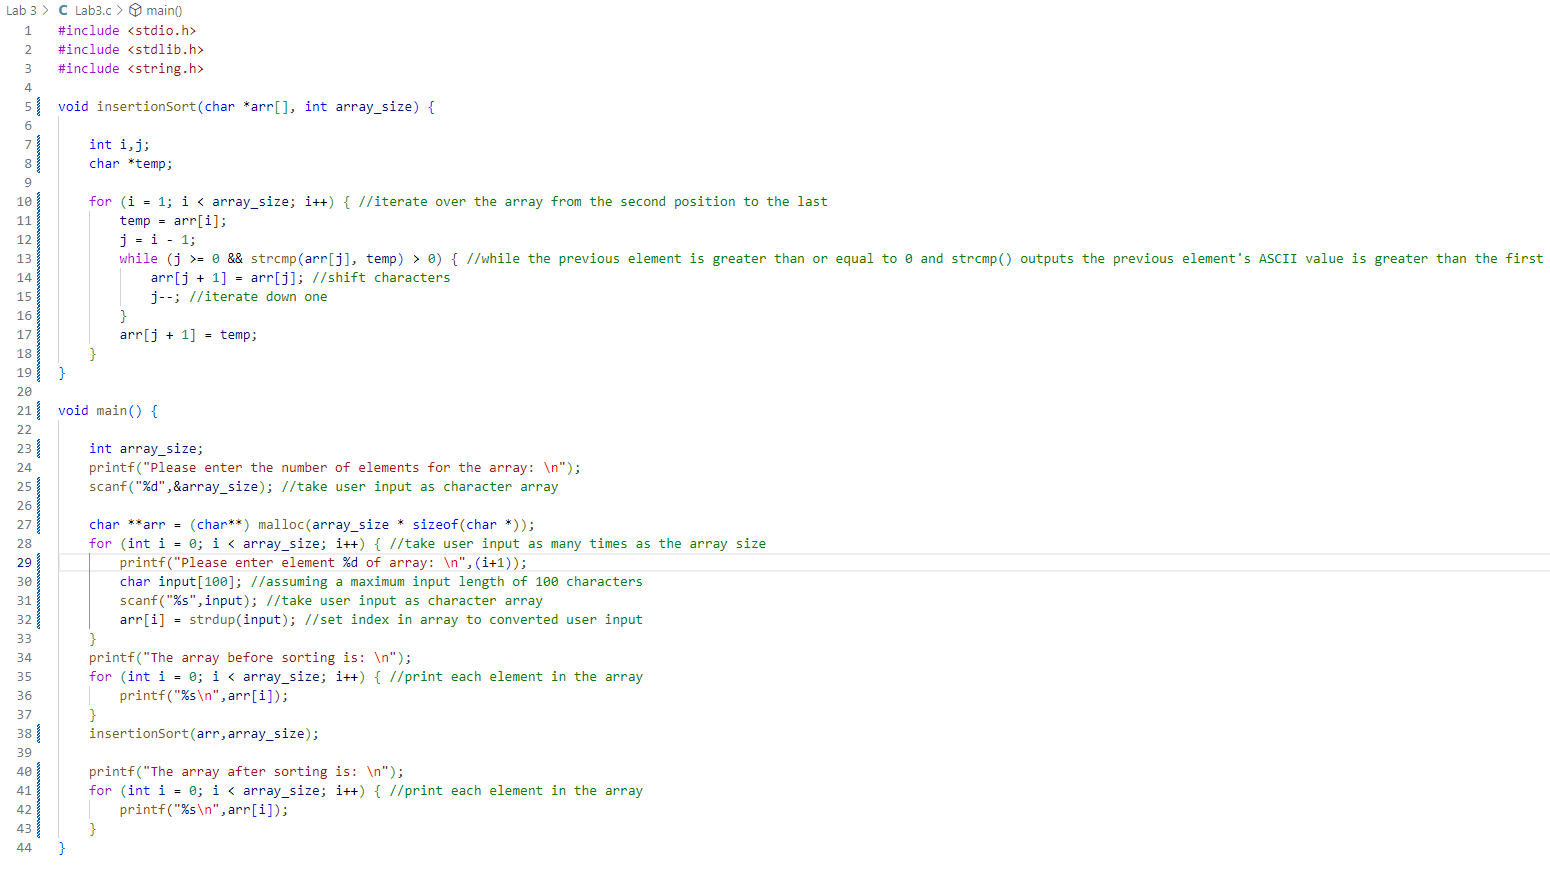 Lab 3 > C Lab3.c > main()
1 #include <stdio.h>
2 #include <stdlib.h>
3 #include <string.h>
4
5 void insertionSort(char *arr[], int array_size) {
6
7 int i,j;
8 char *temp;
9
10 for (i = 1; i < array_size; i++) { //iterate over the array from the second position to the last
11 temp = arr[i];
12 j = i - 1;
13 while (j >= 0 && strcmp(arr[j], temp) > 0) { //while the previous element is greater than or equal to 0 and strcmp() outputs the previous element's ASCII value is greater than the first
14 arr[j + 1] = arr[j]; //shift characters
15 j--; //iterate down one
16 }
17 arr[j + 1] = temp;
18 }
19 }
20
21 void main() {
22
23 int array_size;
24 printf("Please enter the number of elements for the array: \n");
25 scanf("%d",&array_size); //take user input as character array
26
27 char **arr = (char**) malloc(array_size * sizeof(char *));
28 for (int i = 0; i < array_size; i++) { //take user input as many times as the array size
29 printf("Please enter element %d of array: \n",(i+1));
30 char input[100]; //assuming a maximum input length of 100 characters
31 scanf("%s",input); //take user input as character array
32 arr[i] = strdup(input); //set index in array to converted user input
33 }
34 printf("The array before sorting is: \n");
35 for (int i = 0; i < array_size; i++) { //print each element in the array
36 printf("%s\n",arr[i]);
37 }
38 insertionSort(arr,array_size);
39
40 printf("The array after sorting is: \n");
41 for (int i = 0; i < array_size; i++) { //print each element in the array
42 printf("%s\n",arr[i]);
43 }
44 }